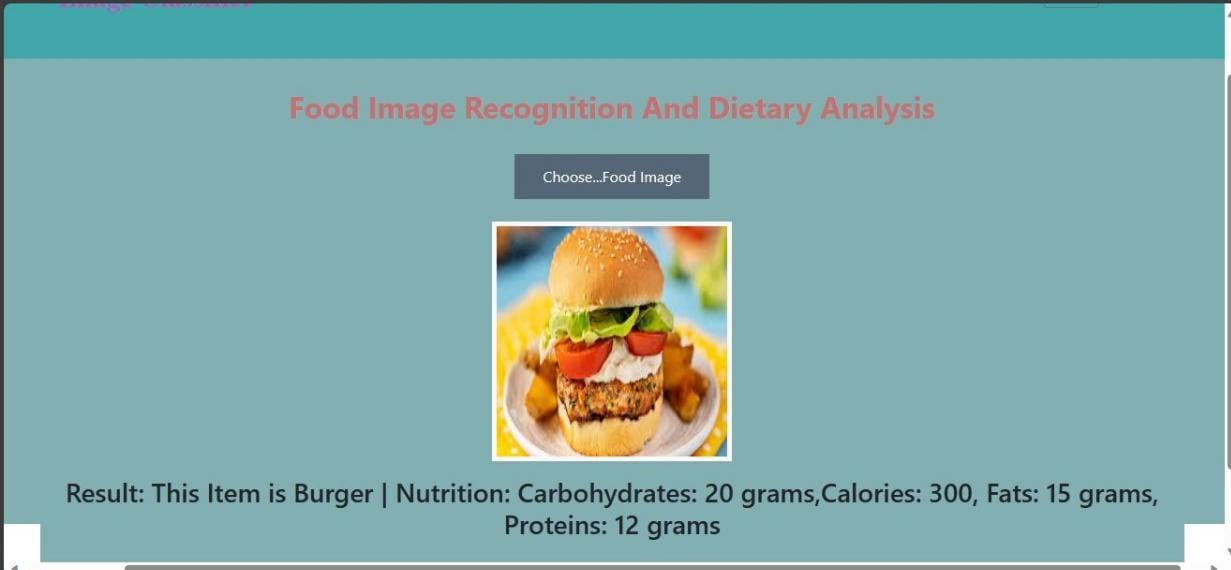 Food Image Recognition And Dietary Analysis
Choose...Food Image
Result: This Item is Burger | Nutrition: Carbohydrates: 20 grams,Calories: 300, Fats: 15 grams,
Proteins: 12 grams